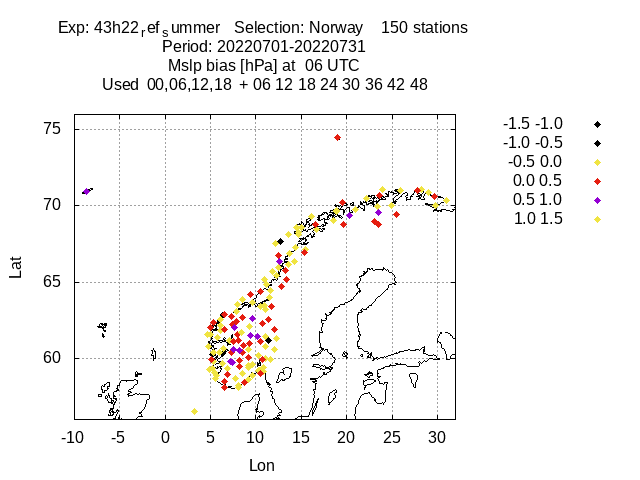 Exp: 43h22refsummer Selection: Norway 150 stations
Period: 20220701-20220731
Mslp bias [hPa] at 06 UTC
Used 00,06,12,18 + 06 12 18 24 30 36 42 48
-1.5 -1.0
-1.0 -0.5
-0.5 0.0
0.0 0.5
0.5 1.0
1.0 1.5
75
70
65
60
Lat
-10 -5 0 5 10 15 20 25 30
Lon